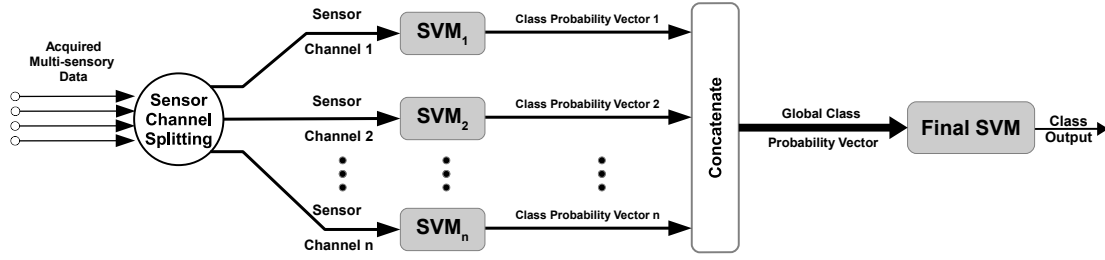 Acquired
Multi-sensory
Data
Sensor
Channel
Splitting
Sensor
Channel 1
SVM1
Class Probability Vector 1
Sensor
Channel 2
SVM2
Class Probability Vector 2
Sensor
Channel n
SVMn
Class Probability Vector n
Concatenate
Global Class
Probability Vector
Final SVM
Class
Output